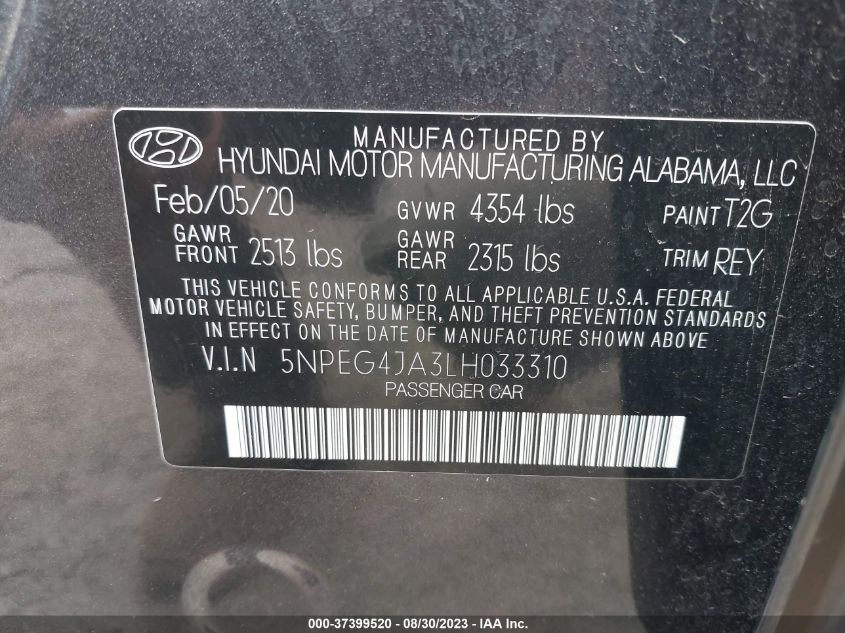 MANUFACTURED BY
HYUNDAI MOTOR MANUFACTURING ALABAMA, LLC
Feb/05/20 GVWR 4354 lbs PAINT T2G
GAWR FRONT 2513 lbs GAWR REAR 2315 lbs TRIM REY
THIS VEHICLE CONFORMS TO ALL APPLICABLE U.S.A. FEDERAL
MOTOR VEHICLE SAFETY, BUMPER, AND THEFT PREVENTION STANDARDS
IN EFFECT ON THE DATE OF MANUFACTURE SHOWN ABOVE
V.I.N 5NPEG4JA3LH033310
PASSENGER CAR
000-37399520 - 08/30/2023 - © IAA Inc.